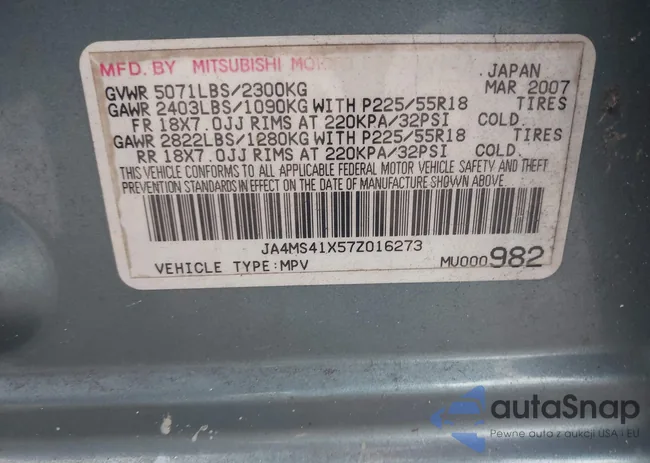 MFD. BY MITSUBISHI MO
JAPAN
GVWR 5071LBS/2300KG MAR 2007
GAWR 2403LBS/1090KG WITH P225/55R18 TIRES
FR 18X7.0JJ RIMS AT 220KPA/32PSI COLD.
GAWR 2822LBS/1280KG WITH P225/55R18 TIRES
RR 18X7.0JJ RIMS AT 220KPA/32PSI COLD.
THIS VEHICLE CONFORMS TO ALL APPLICABLE FEDERAL MOTOR VEHICLE SAFETY AND THEFT
PREVENTION STANDARDS IN EFFECT ON THE DATE OF MANUFACTURE SHOWN ABOVE.
JA4MS41X57Z016273
VEHICLE TYPE:MPV MU000982
autoSnap
Pewne auta z aukcji USA i EU